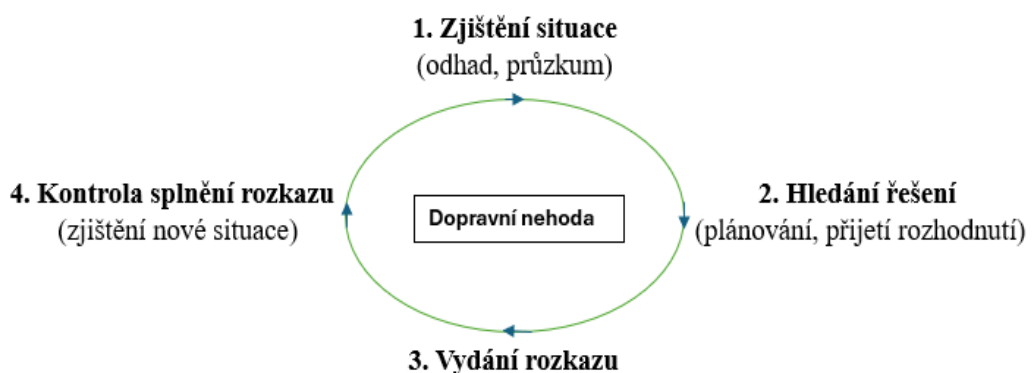 1. Zjištění situace
(odhad, průzkum)
4. Kontrola splnění rozkazu
(zjištění nové situace)
Dopravní nehoda
2. Hledání řešení
(plánování, přijetí rozhodnutí)
3. Vydání rozkazu